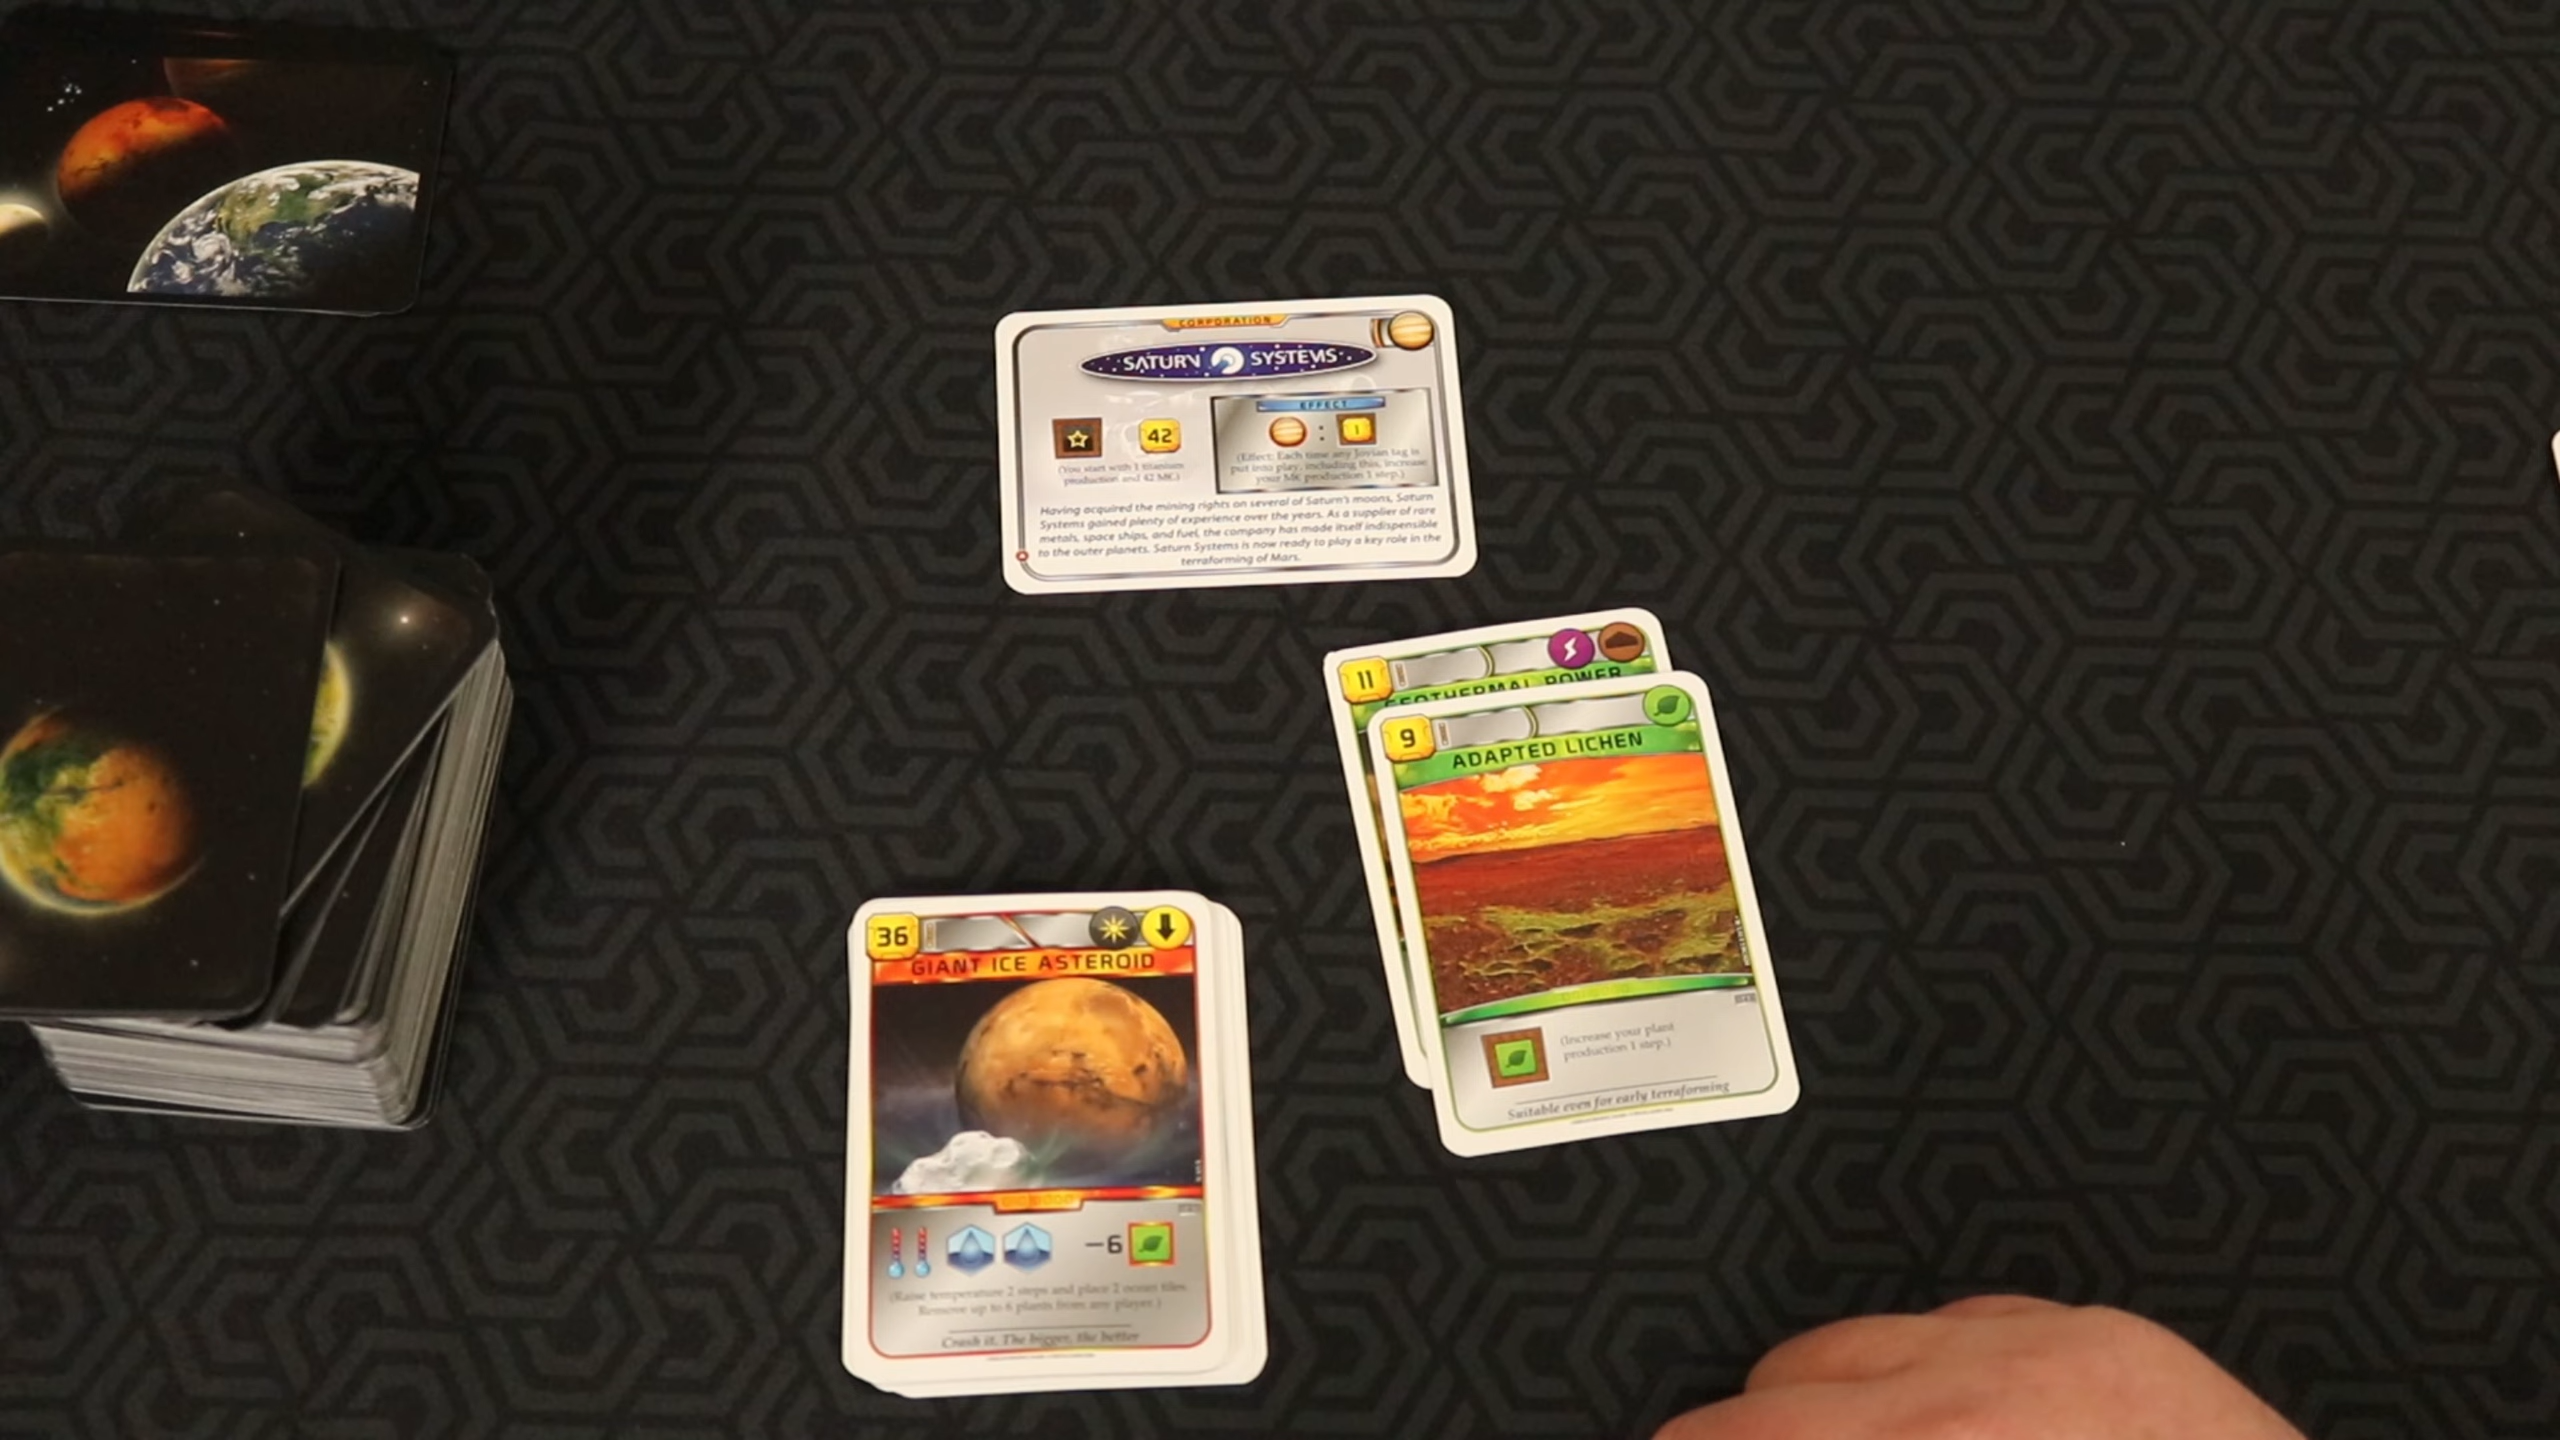 CORPORATION
SATURN SYSTEMS
42
EFFECT
: 1
(You start with 1 titanium
production and 42 M€)
(Effect: Each time any Jovian tag is
put into play, including this, increase
your M€ production 1 step.)
Having acquired the mining rights on several of Saturn's moons, Saturn
Systems gained plenty of experience over the years. As a supplier of rare
metals, space ships, and fuel, the company has made itself indispensible
to the outer planets. Saturn Systems is now ready to play a key role in the
terraforming of Mars.
11
GEOTHERMAL POWER
9
ADAPTED LICHEN
(Increase your plant
production 1 step.)
Suitable even for early terraforming
36
GIANT ICE ASTEROID
-6
(Raise temperature 2 steps and place 2 ocean tiles.
Remove up to 6 plants from any player.)
Crash it. The bigger, the better